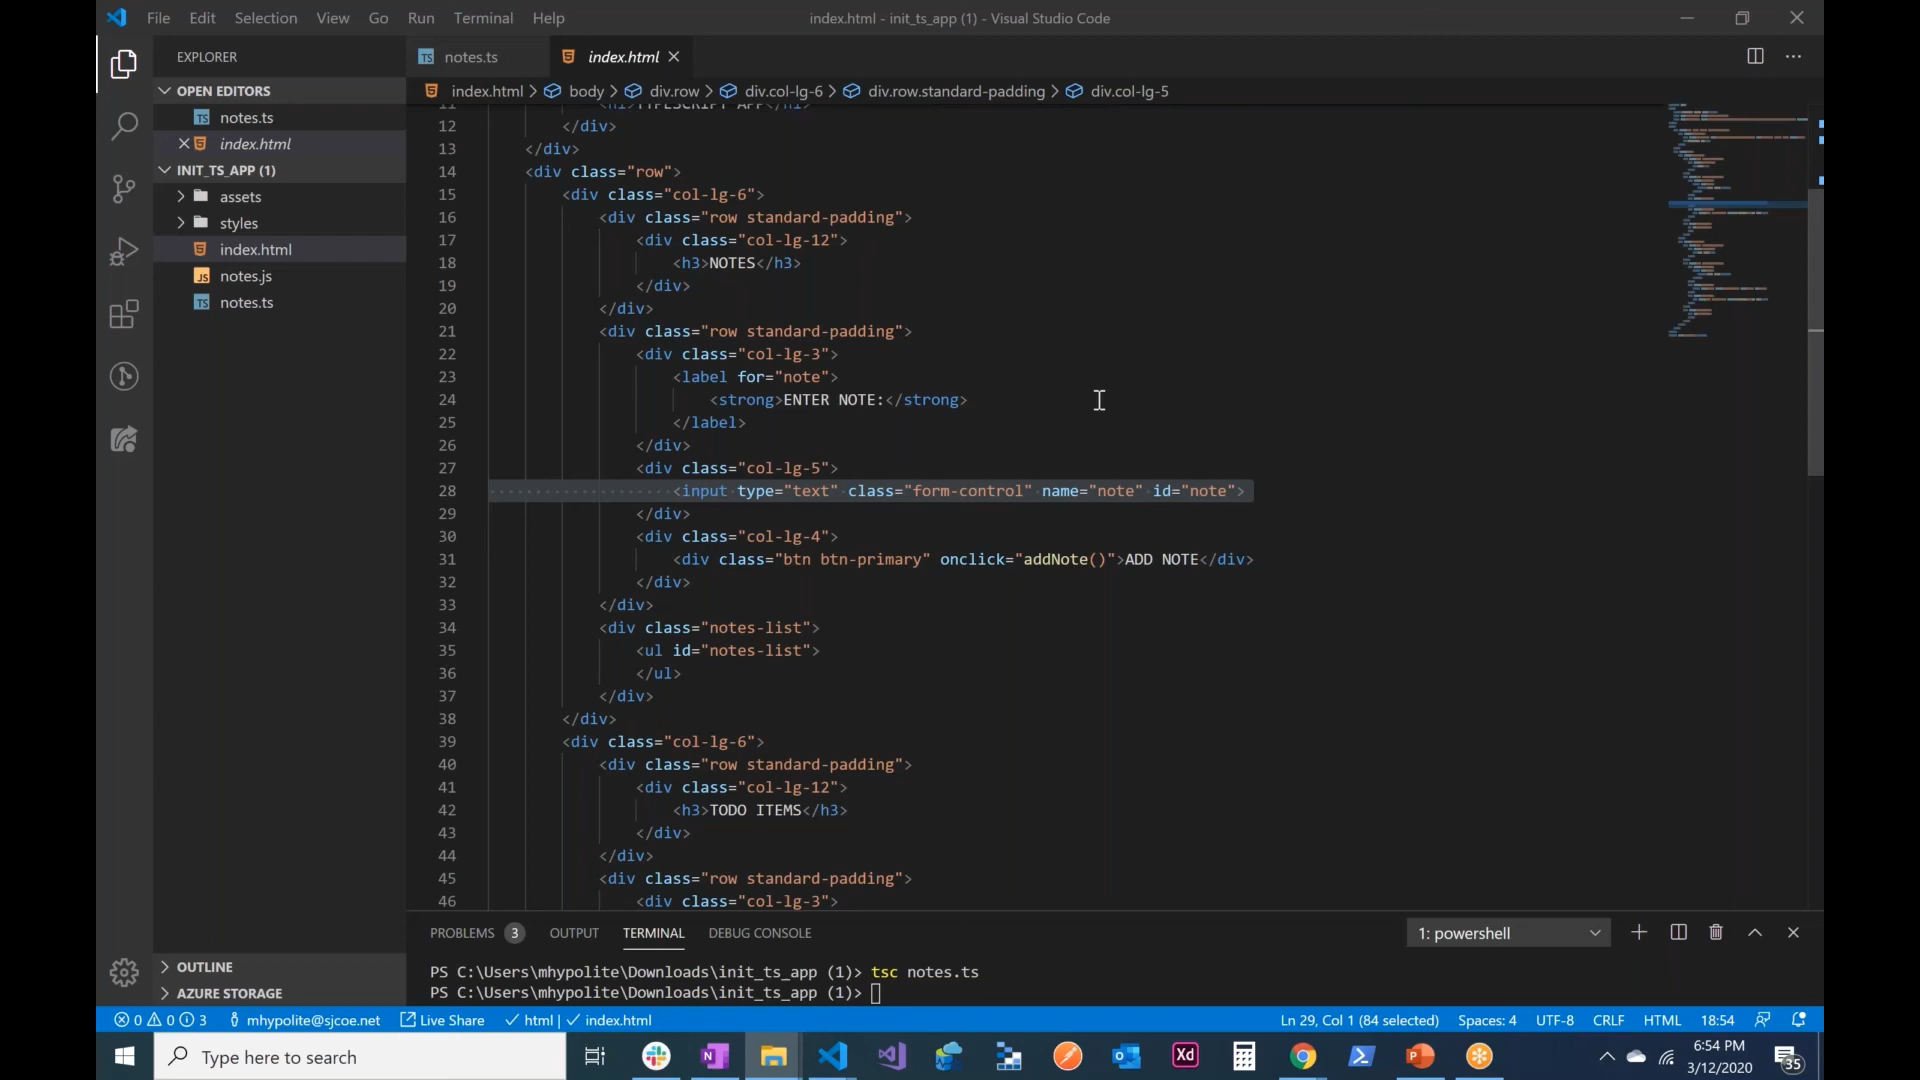 File Edit Selection View Go Run Terminal Help
index.html - init_ts_app (1) - Visual Studio Code
EXPLORER
OPEN EDITORS
TS notes.ts
index.html
INIT_TS_APP (1)
assets
styles
index.html
JS notes.js
TS notes.ts
OUTLINE
AZURE STORAGE
TS notes.ts
index.html
index.html > body > div.row > div.col-lg-6 > div.row.standard-padding > div.col-lg-5
11 <h1>TYPESCRIPT APP</h1>
12 </div>
13 </div>
14 <div class="row">
15 <div class="col-lg-6">
16 <div class="row standard-padding">
17 <div class="col-lg-12">
18 <h3>NOTES</h3>
19 </div>
20 </div>
21 <div class="row standard-padding">
22 <div class="col-lg-3">
23 <label for="note">
24 <strong>ENTER NOTE:</strong>
25 </label>
26 </div>
27 <div class="col-lg-5">
28 <input type="text" class="form-control" name="note" id="note">
29 </div>
30 <div class="col-lg-4">
31 <div class="btn btn-primary" onclick="addNote()">ADD NOTE</div>
32 </div>
33 </div>
34 <div class="notes-list">
35 <ul id="notes-list">
36 </ul>
37 </div>
38 </div>
39 <div class="col-lg-6">
40 <div class="row standard-padding">
41 <div class="col-lg-12">
42 <h3>TODO ITEMS</h3>
43 </div>
44 </div>
45 <div class="row standard-padding">
46 <div class="col-lg-3">
PROBLEMS 3 OUTPUT TERMINAL DEBUG CONSOLE
1: powershell
PS C:\Users\mhypolite\Downloads\init_ts_app (1)> tsc notes.ts
PS C:\Users\mhypolite\Downloads\init_ts_app (1)>
0 0 3 mhypolite@sjcoe.net Live Share html | index.html
Ln 29, Col 1 (84 selected) Spaces: 4 UTF-8 CRLF HTML 18:54
Type here to search
N
Xd
P
6:54 PM
3/12/2020
35